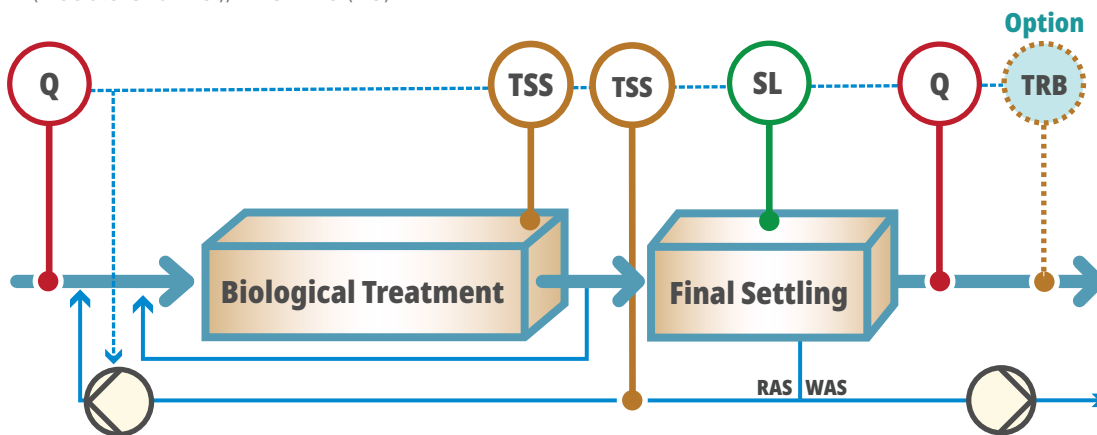 Option
Q
TSS
TSS
SL
Q
TRB
Biological Treatment
Final Settling
RAS
WAS